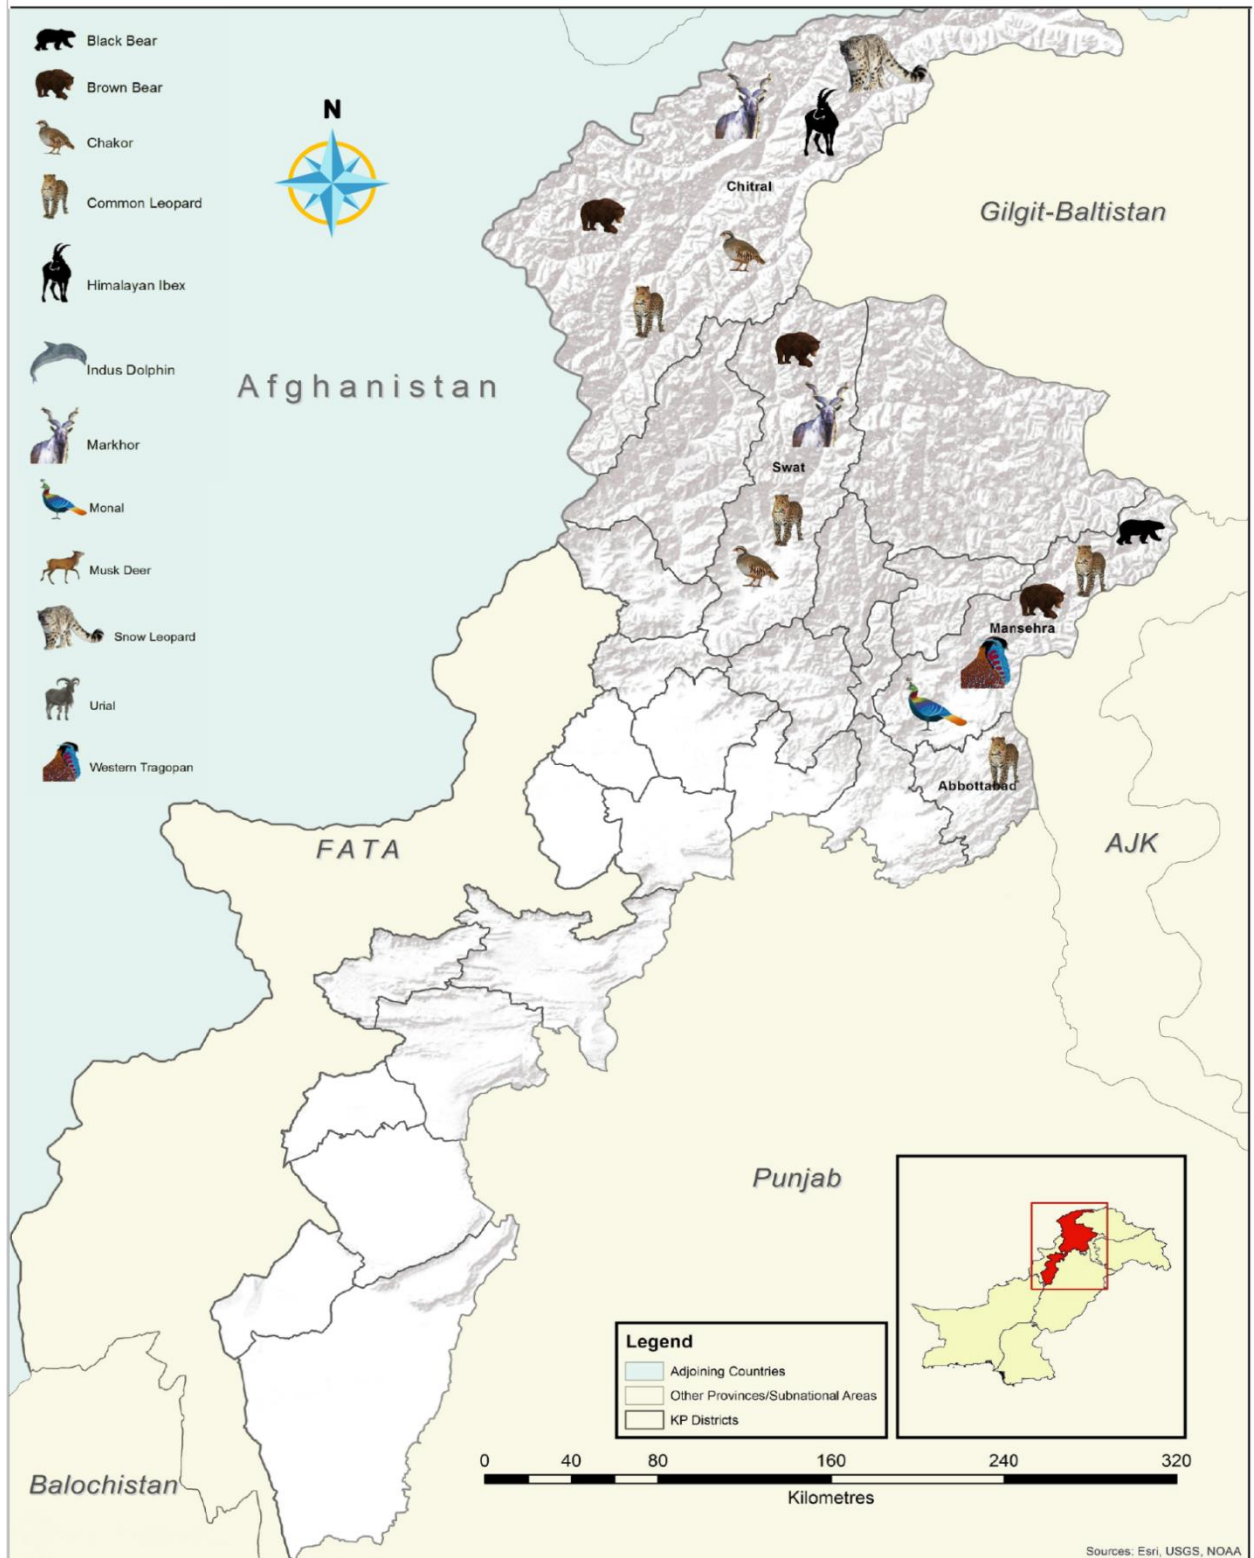 Black Bear
Brown Bear
Chakor
Common Leopard
Himalayan Ibex
Indus Dolphin
Markhor
Monal
Musk Deer
Snow Leopard
Urial
Western Tragopan
N
Chitral
Gilgit-Baltistan
Afghanistan
Swat
Mansehra
Abbottabad
FATA
AJK
Punjab
Balochistan
Legend
Adjoining Countries
Other Provinces/Subnational Areas
KP Districts
0 40 80 160 240 320
Kilometres
Sources: Esri, USGS, NOAA